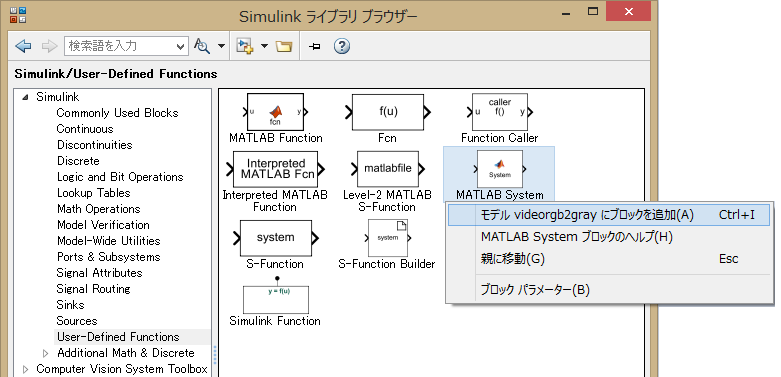 Simulink ライブラリ ブラウザー
検索語を入力
Simulink/User-Defined Functions
Simulink
Commonly Used Blocks
Continuous
Discontinuities
Discrete
Logic and Bit Operations
Lookup Tables
Math Operations
Model Verification
Model-Wide Utilities
Ports & Subsystems
Signal Attributes
Signal Routing
Sinks
Sources
User-Defined Functions
Additional Math & Discrete
Computer Vision System Toolbox
u fcn y
MATLAB Function
f(u)
Fcn
caller
u f() y
Function Caller
Interpreted
MATLAB Fcn
Interpreted MATLAB
Function
matlabfile
Level-2 MATLAB
S-Function
System
MATLAB System
system
S-Function
system
S-Function Builder
y = f(u)
Simulink Function
モデル videorgb2gray にブロックを追加(A) Ctrl+I
MATLAB System ブロックのヘルプ(H)
親に移動(G) Esc
ブロック パラメーター(B)